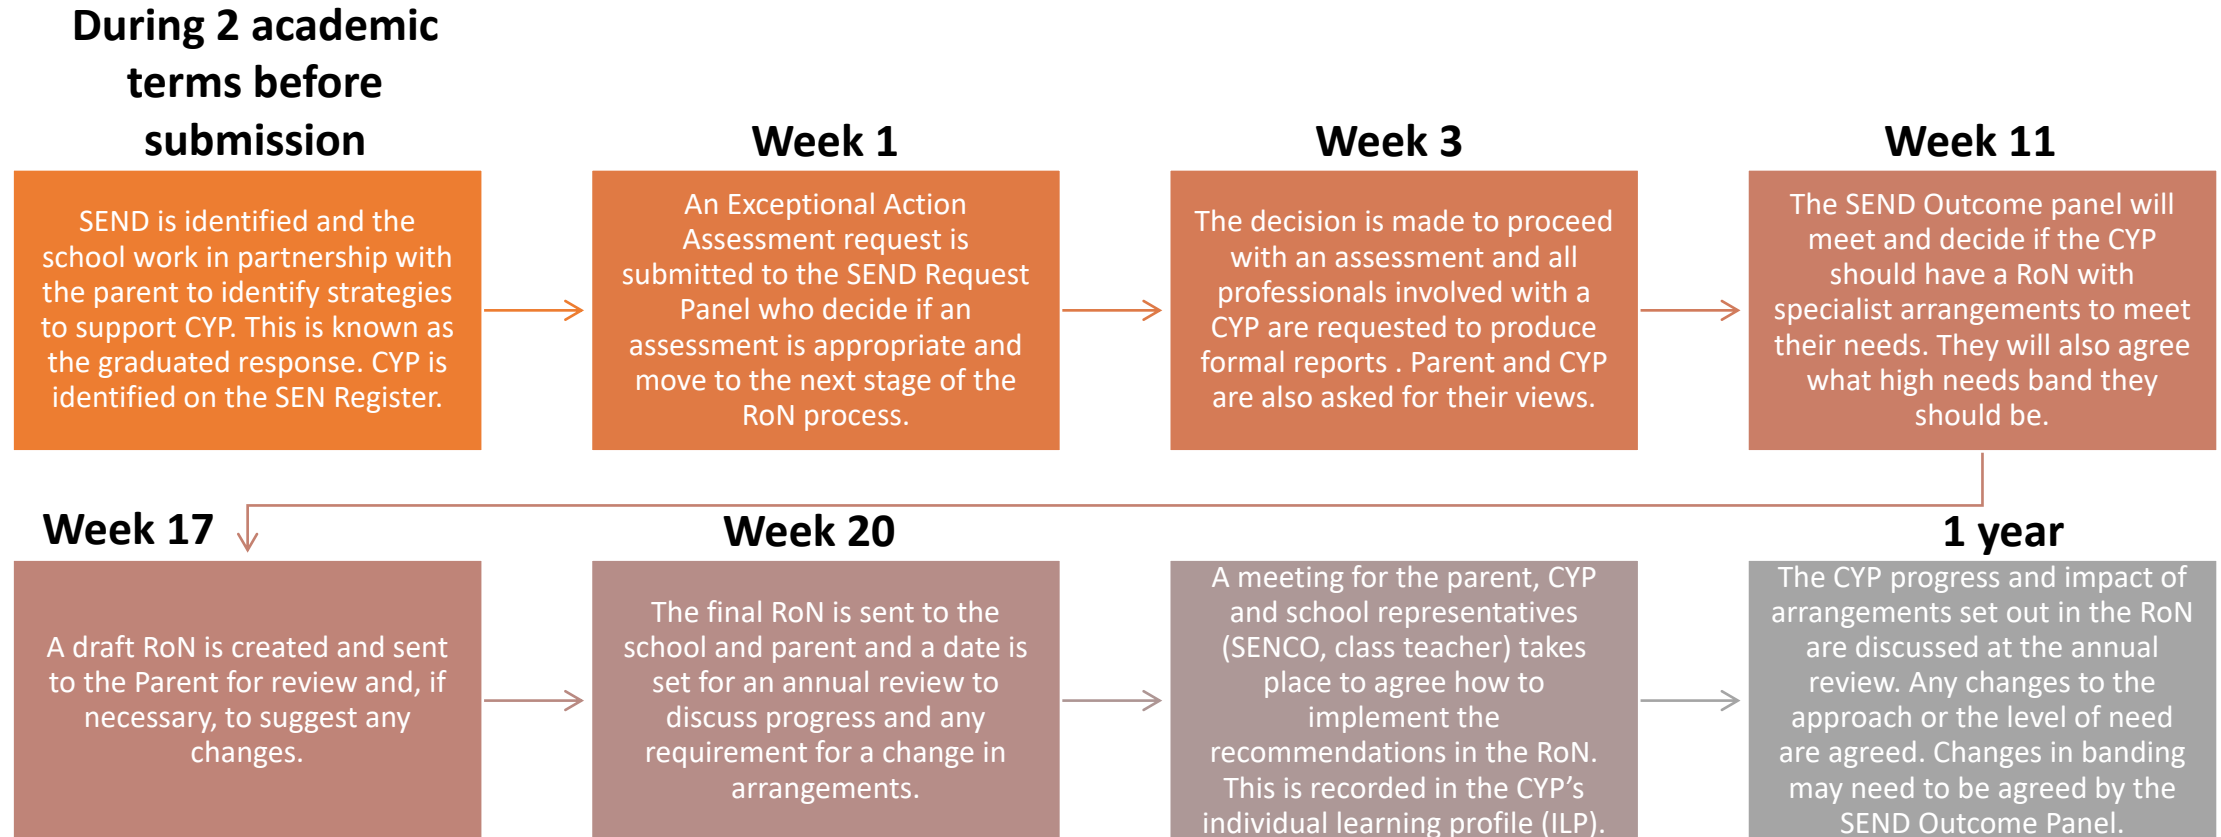 During 2 academic
terms before
submission
SEND is identified and the
school work in partnership with
the parent to identify strategies
to support CYP. This is known as
the graduated response. CYP is
identified on the SEN Register.
Week 1
An Exceptional Action
Assessment request is
submitted to the SEND Request
Panel who decide if an
assessment is appropriate and
move to the next stage of the
RoN process.
Week 3
The decision is made to proceed
with an assessment and all
professionals involved with a
CYP are requested to produce
formal reports . Parent and CYP
are also asked for their views.
Week 11
The SEND Outcome panel will
meet and decide if the CYP
should have a RoN with
specialist arrangements to meet
their needs. They will also agree
what high needs band they
should be.
Week 17
A draft RoN is created and sent
to the Parent for review and, if
necessary, to suggest any
changes.
Week 20
The final RoN is sent to the
school and parent and a date is
set for an annual review to
discuss progress and any
requirement for a change in
arrangements.
A meeting for the parent, CYP
and school representatives
(SENCO, class teacher) takes
place to agree how to
implement the
recommendations in the RoN.
This is recorded in the CYP’s
individual learning profile (ILP).
1 year
The CYP progress and impact of
arrangements set out in the RoN
are discussed at the annual
review. Any changes to the
approach or the level of need
are agreed. Changes in banding
may need to be agreed by the
SEND Outcome Panel.